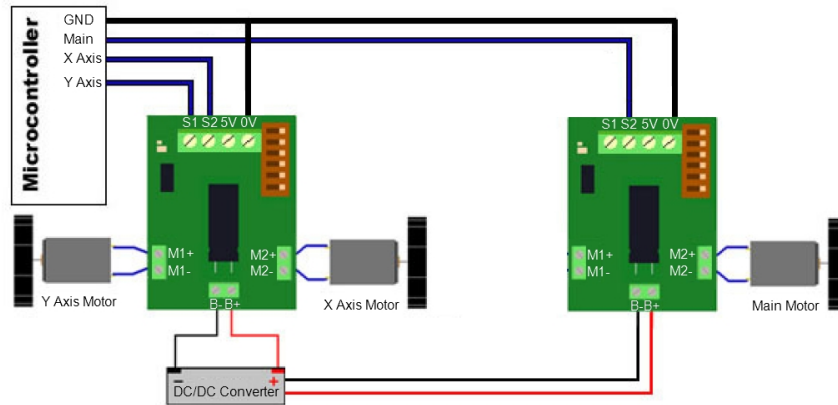 Microcontroller
GND
Main
X Axis
Y Axis
S1 S2 5V 0V
S1 S2 5V 0V
M1+
M1-
M2+
M2-
M1+
M1-
M2+
M2-
Y Axis Motor
X Axis Motor
Main Motor
B- B+
B- B+
− +
DC/DC Converter